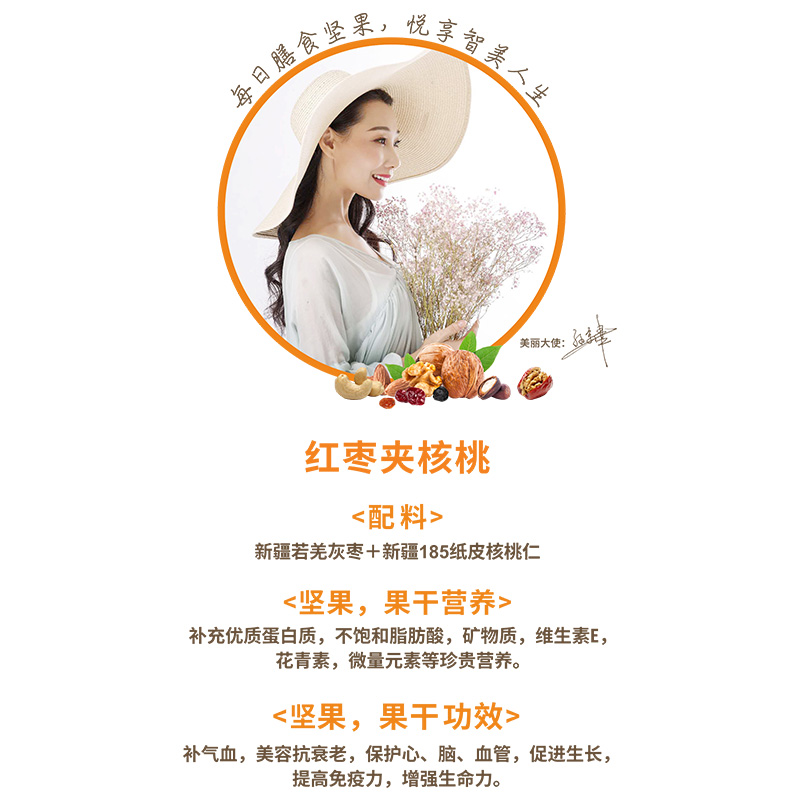 每日膳食坚果，悦享智美人生
美丽大使：
红枣夹核桃
<配料>
新疆若羌灰枣＋新疆185纸皮核桃仁
<坚果，果干营养>
补充优质蛋白质，不饱和脂肪酸，矿物质，维生素E，
花青素，微量元素等珍贵营养。
<坚果，果干功效>
补气血，美容抗衰老，保护心、脑、血管，促进生长，
提高免疫力，增强生命力。